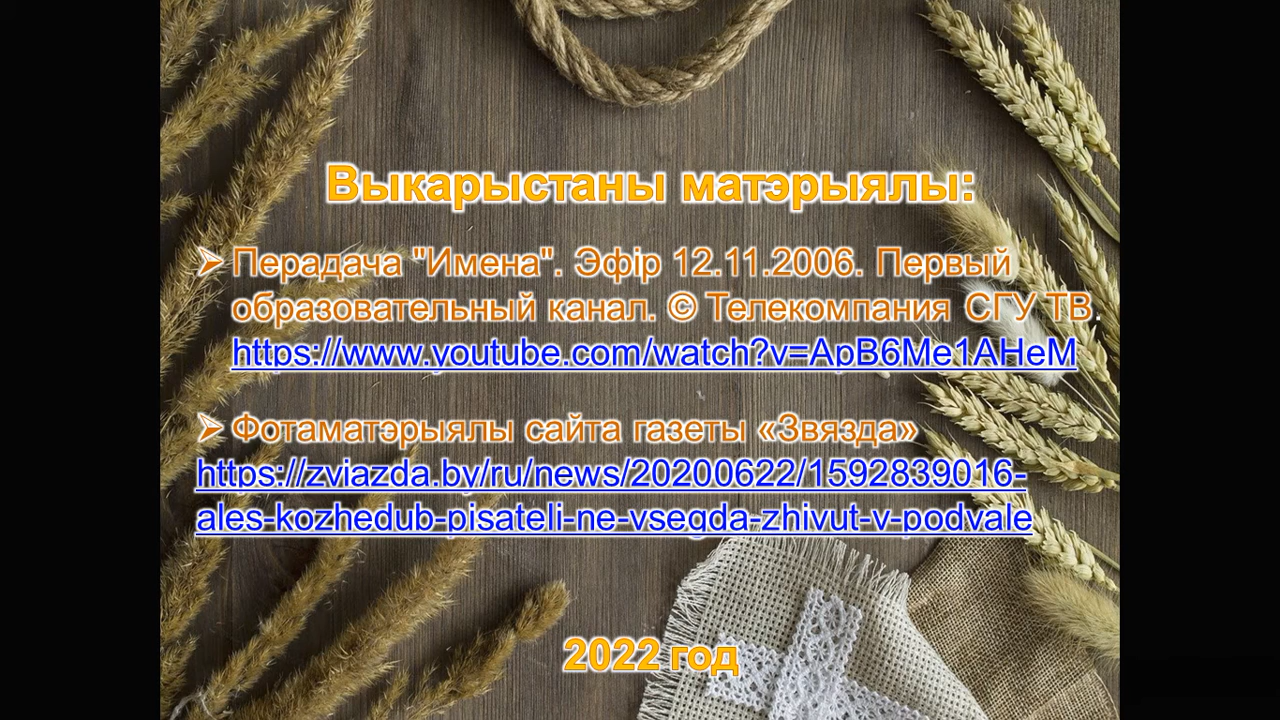 Выкарыстаны матэрыялы:
➢ Перадача "Имена". Эфір 12.11.2006. Первый
образовательный канал. © Телекомпания СГУ ТВ.
https://www.youtube.com/watch?v=ApB6Me1AHeM
➢ Фотаматэрыялы сайта газеты «Звязда»
https://zviazda.by/ru/news/20200622/1592839016-
ales-kozhedub-pisateli-ne-vsegda-zhivut-v-podvale
2022 год